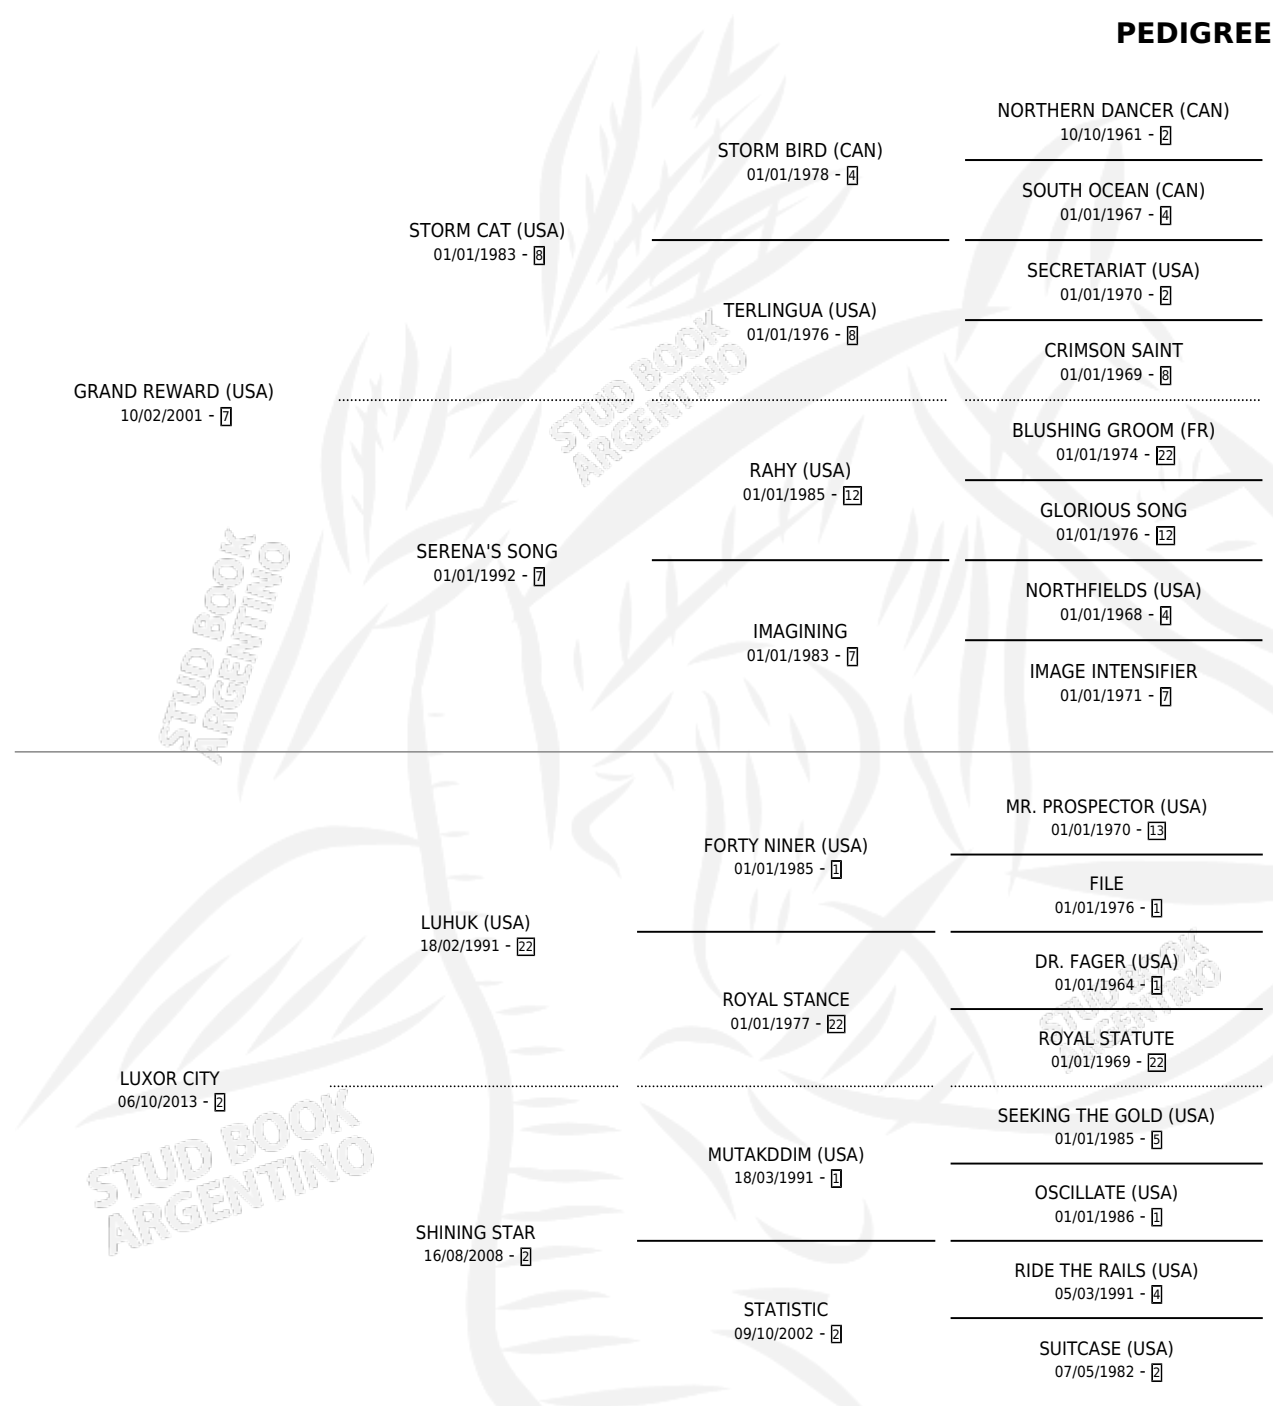 PEDIGREE
NORTHERN DANCER (CAN)
10/10/1961 - 2
STORM BIRD (CAN)
01/01/1978 - 4
SOUTH OCEAN (CAN)
01/01/1967 - 4
STORM CAT (USA)
01/01/1983 - 8
SECRETARIAT (USA)
01/01/1970 - 2
TERLINGUA (USA)
01/01/1976 - 8
CRIMSON SAINT
01/01/1969 - 8
GRAND REWARD (USA)
10/02/2001 - 7
BLUSHING GROOM (FR)
01/01/1974 - 22
RAHY (USA)
01/01/1985 - 12
GLORIOUS SONG
01/01/1976 - 12
SERENA'S SONG
01/01/1992 - 7
NORTHFIELDS (USA)
01/01/1968 - 4
IMAGINING
01/01/1983 - 7
IMAGE INTENSIFIER
01/01/1971 - 7
MR. PROSPECTOR (USA)
01/01/1970 - 13
FORTY NINER (USA)
01/01/1985 - 1
FILE
01/01/1976 - 1
LUHUK (USA)
18/02/1991 - 22
DR. FAGER (USA)
01/01/1964 - 1
ROYAL STANCE
01/01/1977 - 22
ROYAL STATUTE
01/01/1969 - 22
LUXOR CITY
06/10/2013 - 2
SEEKING THE GOLD (USA)
01/01/1985 - 5
MUTAKDDIM (USA)
18/03/1991 - 1
OSCILLATE (USA)
01/01/1986 - 1
SHINING STAR
16/08/2008 - 2
RIDE THE RAILS (USA)
05/03/1991 - 4
STATISTIC
09/10/2002 - 2
SUITCASE (USA)
07/05/1982 - 2
STUD BOOK
ARGENTINO
STUD BOOK
ARGENTINO
STUD BOOK
ARGENTINO
STUD BOOK
ARGENTINO